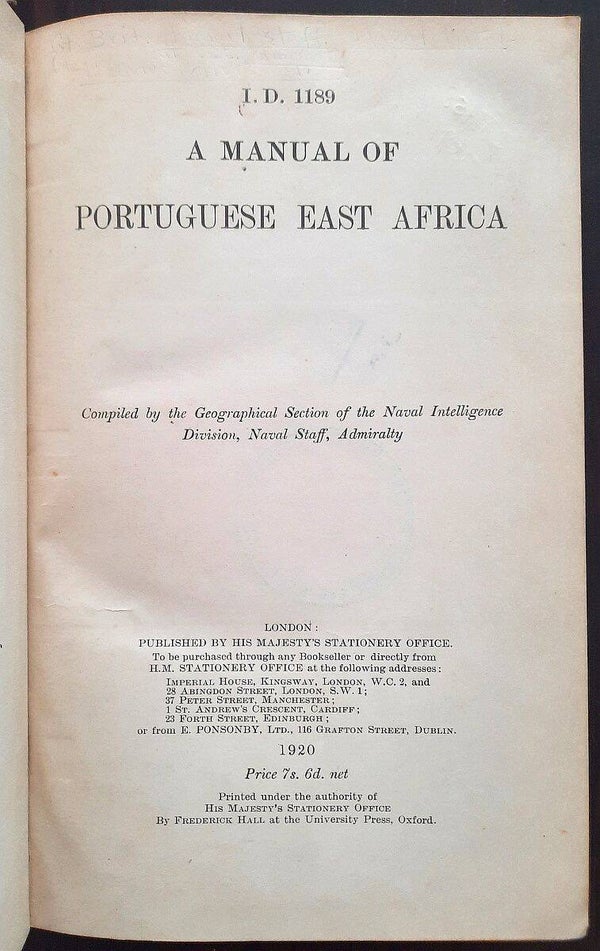 I. D. 1189
A MANUAL OF
PORTUGUESE EAST AFRICA
Compiled by the Geographical Section of the Naval Intelligence
Division, Naval Staff, Admiralty
LONDON:
PUBLISHED BY HIS MAJESTY'S STATIONERY OFFICE.
To be purchased through any Bookseller or directly from
H.M. STATIONERY OFFICE at the following addresses:
IMPERIAL HOUSE, KINGSWAY, LONDON, W.C. 2, and
28 ABINGDON STREET, LONDON, S.W. 1;
37 PETER STREET, MANCHESTER;
1 ST. ANDREW'S CRESCENT, CARDIFF;
23 FORTH STREET, EDINBURGH;
or from E. PONSONBY, LTD., 116 GRAFTON STREET, DUBLIN.
1920
Price 7s. 6d. net
Printed under the authority of
HIS MAJESTY'S STATIONERY OFFICE
By FREDERICK HALL at the University Press, Oxford.